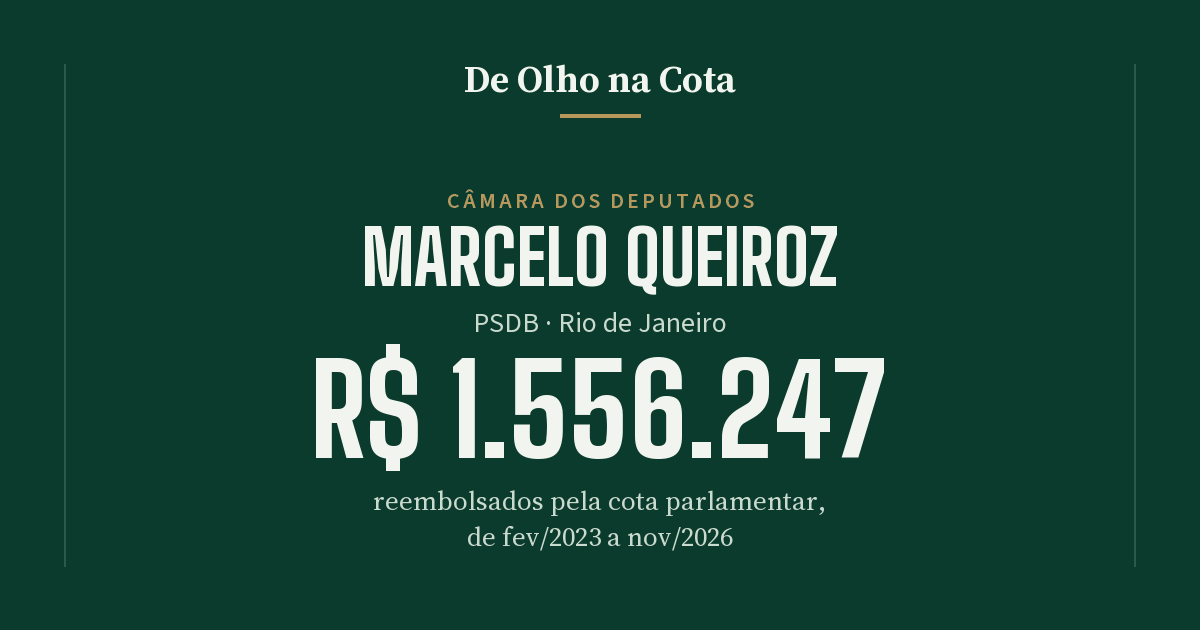 De Olho na Cota
CÂMARA DOS DEPUTADOS
MARCELO QUEIROZ
PSDB · Rio de Janeiro
R$ 1.556.247
reembolsados pela cota parlamentar,
de fev/2023 a nov/2026